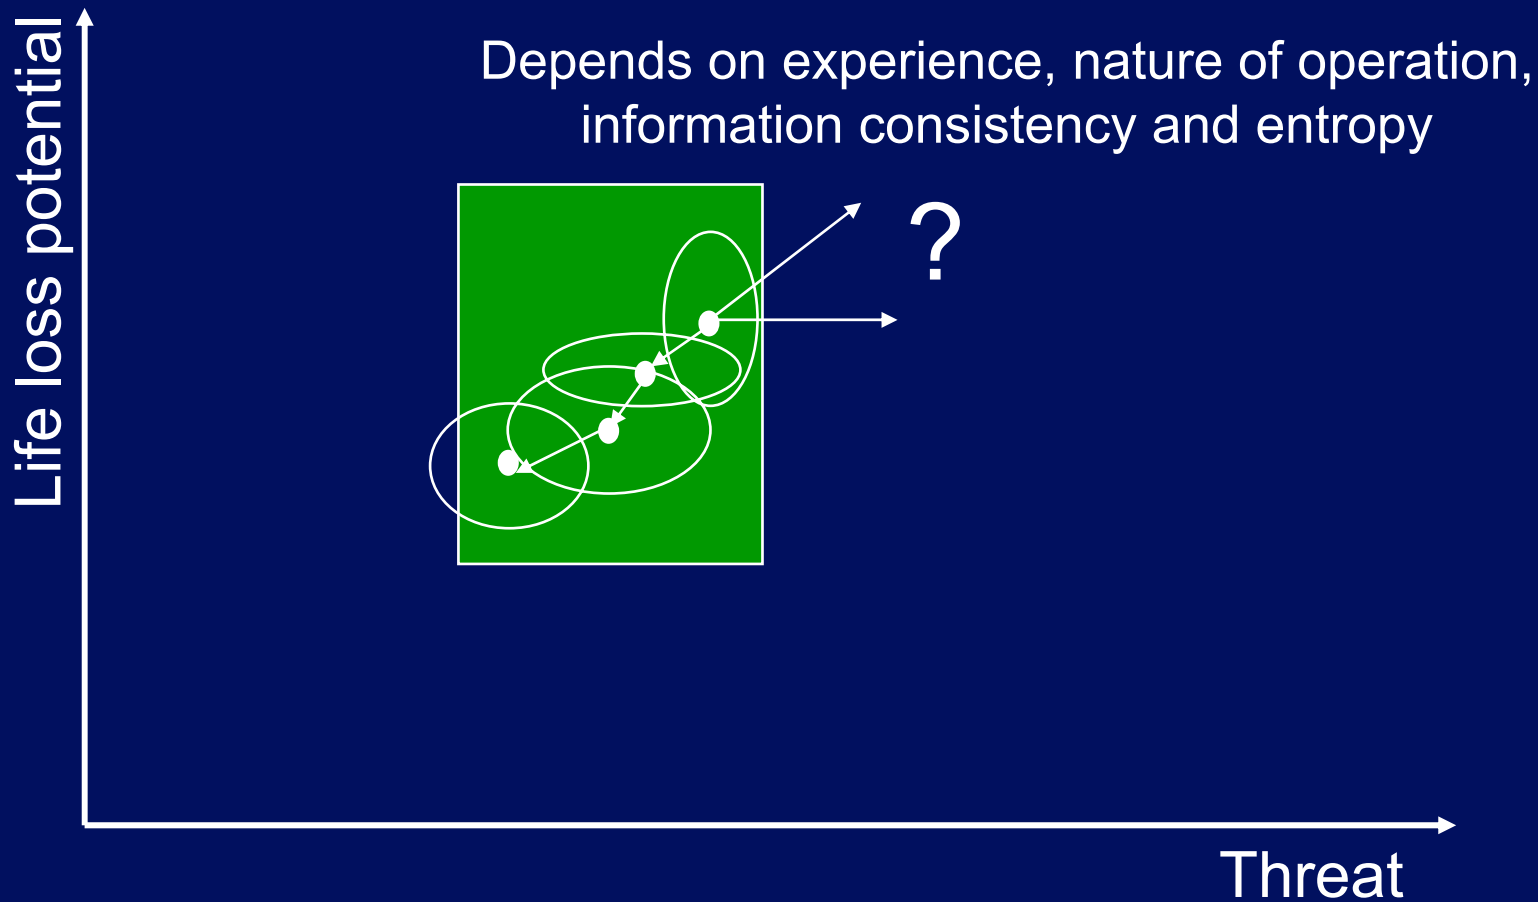 Life loss potential
Depends on experience, nature of operation,
information consistency and entropy
?
Threat